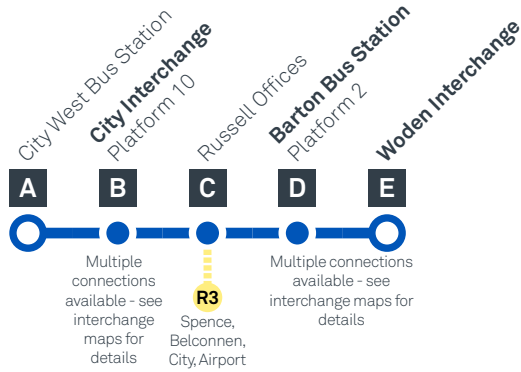 City West Bus Station
City Interchange
Platform 10
Russell Offices
Barton Bus Station
Platform 2
Woden Interchange
A
B
C
D
E
Multiple
connections
available - see
interchange
maps for
details
R3
Spence,
Belconnen,
City, Airport
Multiple connections
available - see
interchange maps for
details